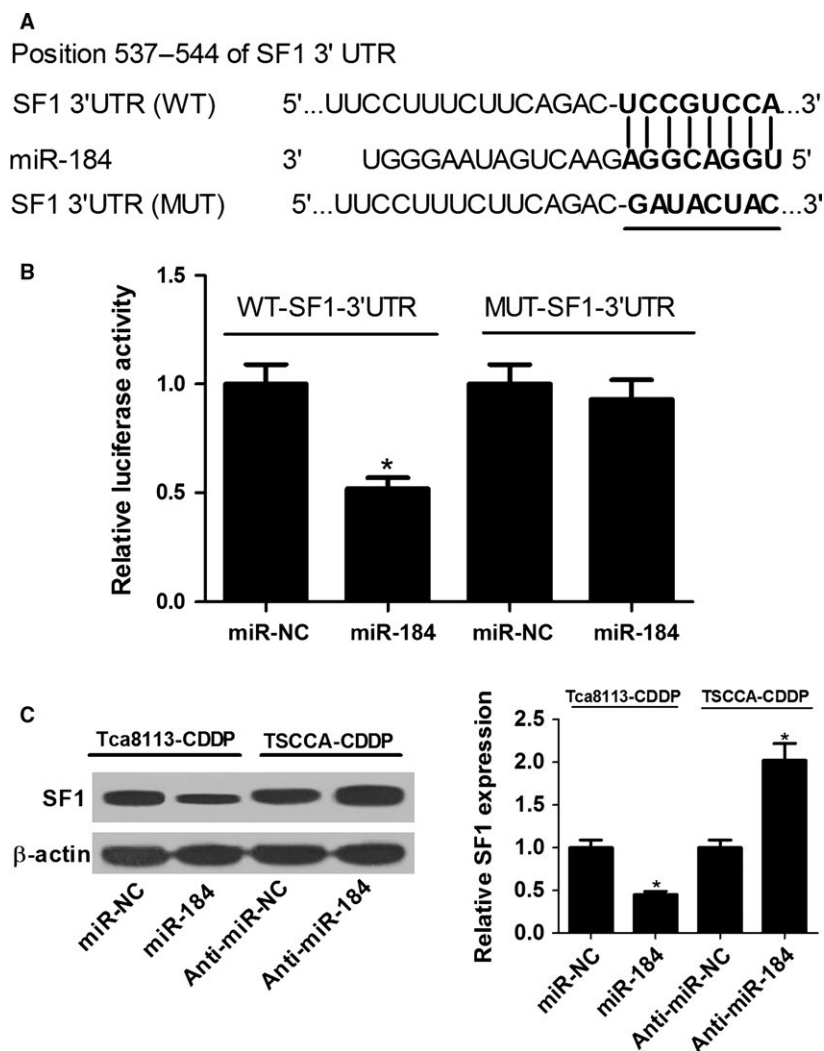 A
Position 537–544 of SF1 3' UTR
SF1 3'UTR (WT) 5'...UUCCUUUCUUCAGAC-UCCGUCCA...3'
miR-184 3' UGGGAAUAGUCAAGAGGCAGGU 5'
SF1 3'UTR (MUT) 5'...UUCCUUUCUUCAGAC-GAUACUAC...3'
B
Relative luciferase activity
1.5
1.0
0.5
0.0
WT-SF1-3'UTR MUT-SF1-3'UTR
*
miR-NC miR-184 miR-NC miR-184
C
Tca8113-CDDP TSCCA-CDDP
SF1
β-actin
miR-NC miR-184 Anti-miR-NC Anti-miR-184
Relative SF1 expression
Tca8113-CDDP TSCCA-CDDP
2.5
2.0
1.5
1.0
0.5
0.0
*
*
miR-NC miR-184 Anti-miR-NC Anti-miR-184